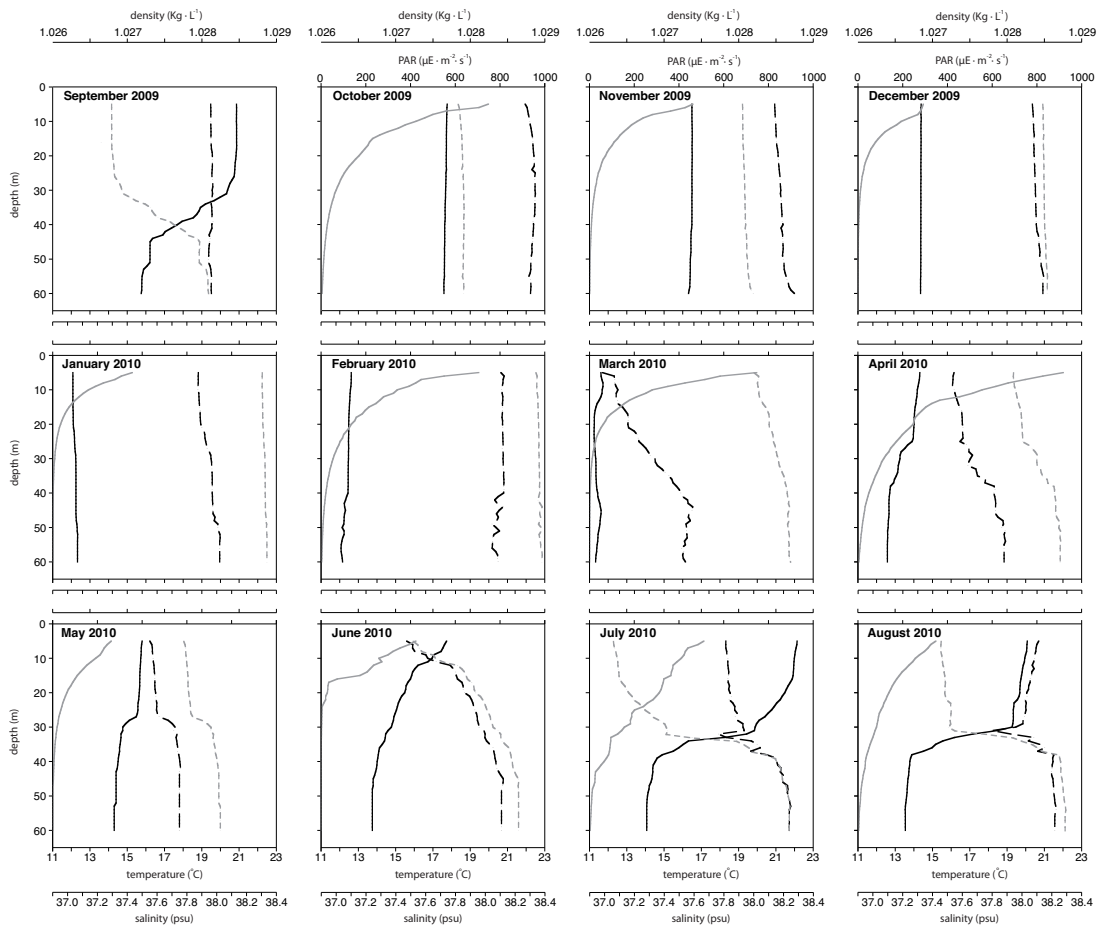 density (Kg · L⁻¹) density (Kg · L⁻¹) density (Kg · L⁻¹) density (Kg · L⁻¹)
1.026 1.027 1.028 1.029 1.026 1.027 1.028 1.029 1.026 1.027 1.028 1.029 1.026 1.027 1.028 1.029
PAR (µE · m⁻² · s⁻¹) PAR (µE · m⁻² · s⁻¹) PAR (µE · m⁻² · s⁻¹)
0 200 400 600 800 1000 0 200 400 600 800 1000 0 200 400 600 800 1000
0
September 2009 October 2009 November 2009 December 2009
10
20
30
40
50
60
depth (m)
0
January 2010 February 2010 March 2010 April 2010
10
20
30
40
50
60
depth (m)
0
May 2010 June 2010 July 2010 August 2010
10
20
30
40
50
60
depth (m)
11 13 15 17 19 21 23 11 13 15 17 19 21 23 11 13 15 17 19 21 23 11 13 15 17 19 21 23
temperature (°C) temperature (°C) temperature (°C) temperature (°C)
37.0 37.2 37.4 37.6 37.8 38.0 38.2 38.4 37.0 37.2 37.4 37.6 37.8 38.0 38.2 38.4 37.0 37.2 37.4 37.6 37.8 38.0 38.2 38.4 37.0 37.2 37.4 37.6 37.8 38.0 38.2 38.4
salinity (psu) salinity (psu) salinity (psu) salinity (psu)